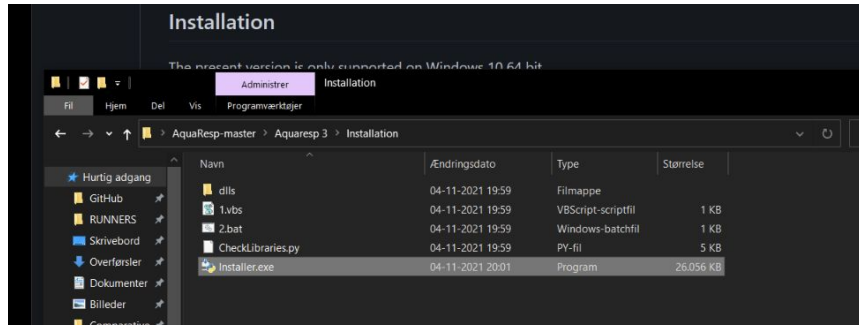 Installation
The present version is only supported on Windows 10 64 bit
Administrer Installation
Fil Hjem Del Vis Programværktøjer
AquaResp-master > Aquaresp 3 > Installation
Navn Ændringsdato Type Størrelse
Hurtig adgang
GitHub
RUNNERS
Skrivebord
Overførsler
Dokumenter
Billeder
Comparative
dlls 04-11-2021 19:59 Filmappe
1.vbs 04-11-2021 19:59 VBScript-scriptfil 1 KB
2.bat 04-11-2021 19:59 Windows-batchfil 1 KB
CheckLibraries.py 04-11-2021 19:59 PY-fil 5 KB
Installer.exe 04-11-2021 20:01 Program 26.056 KB